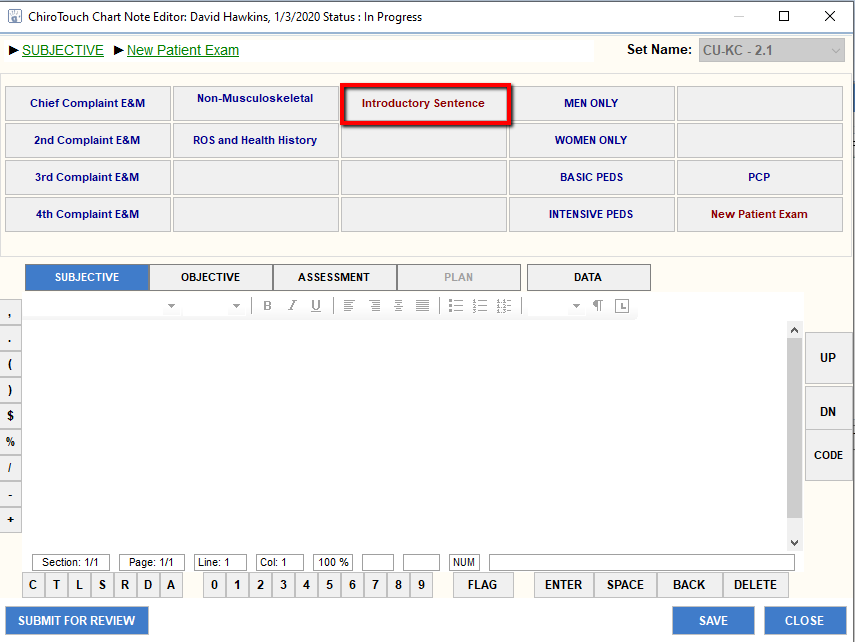 ChiroTouch Chart Note Editor: David Hawkins, 1/3/2020 Status : In Progress
SUBJECTIVE New Patient Exam Set Name: CU-KC - 2.1
Chief Complaint E&M Non-Musculoskeletal Introductory Sentence MEN ONLY
2nd Complaint E&M ROS and Health History WOMEN ONLY
3rd Complaint E&M BASIC PEDS PCP
4th Complaint E&M INTENSIVE PEDS New Patient Exam
SUBJECTIVE OBJECTIVE ASSESSMENT PLAN DATA
B I U
,
.
(
)
$
%
/
-
+
UP
DN
CODE
Section: 1/1 Page: 1/1 Line: 1 Col: 1 100 % NUM
C T L S R D A 0 1 2 3 4 5 6 7 8 9 FLAG ENTER SPACE BACK DELETE
SUBMIT FOR REVIEW SAVE CLOSE